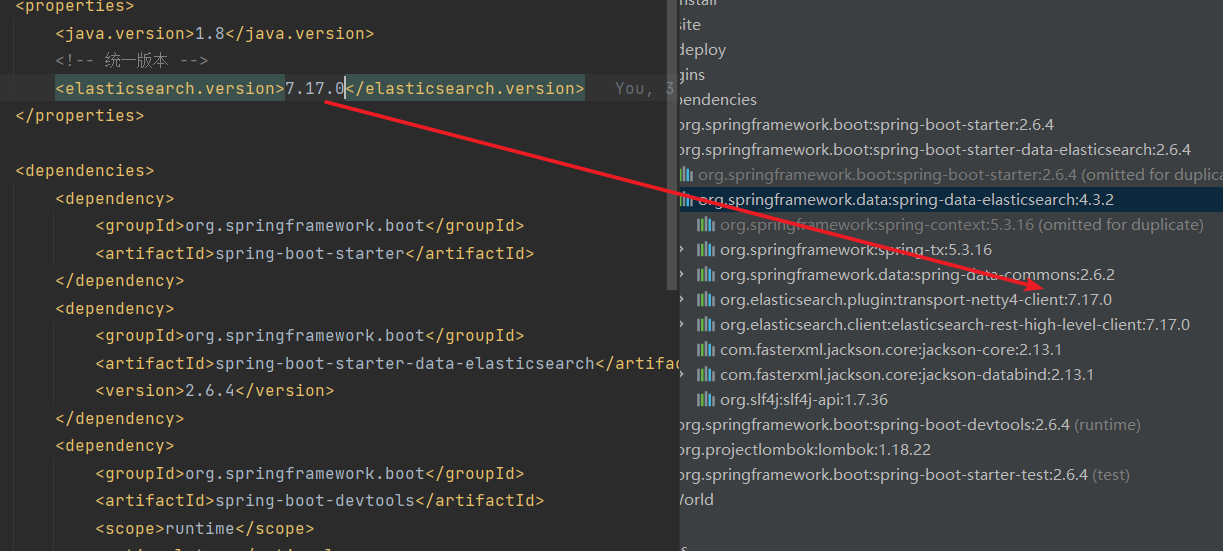 <properties>
<java.version>1.8</java.version>
<!-- 统一版本 -->
<elasticsearch.version>7.17.0</elasticsearch.version> You, 3
</properties>
<dependencies>
<dependency>
<groupId>org.springframework.boot</groupId>
<artifactId>spring-boot-starter</artifactId>
</dependency>
<dependency>
<groupId>org.springframework.boot</groupId>
<artifactId>spring-boot-starter-data-elasticsearch</artifac
<version>2.6.4</version>
</dependency>
<dependency>
<groupId>org.springframework.boot</groupId>
<artifactId>spring-boot-devtools</artifactId>
<scope>runtime</scope>
nstall
site
deploy
gins
pendencies
org.springframework.boot:spring-boot-starter:2.6.4
org.springframework.boot:spring-boot-starter-data-elasticsearch:2.6.4
org.springframework.boot:spring-boot-starter:2.6.4 (omitted for duplica
org.springframework.data:spring-data-elasticsearch:4.3.2
org.springframework:spring-context:5.3.16 (omitted for duplicate)
org.springframework:spring-tx:5.3.16
org.springframework.data:spring-data-commons:2.6.2
org.elasticsearch.plugin:transport-netty4-client:7.17.0
org.elasticsearch.client:elasticsearch-rest-high-level-client:7.17.0
com.fasterxml.jackson.core:jackson-core:2.13.1
com.fasterxml.jackson.core:jackson-databind:2.13.1
org.slf4j:slf4j-api:1.7.36
org.springframework.boot:spring-boot-devtools:2.6.4 (runtime)
org.projectlombok:lombok:1.18.22
org.springframework.boot:spring-boot-starter-test:2.6.4 (test)
World